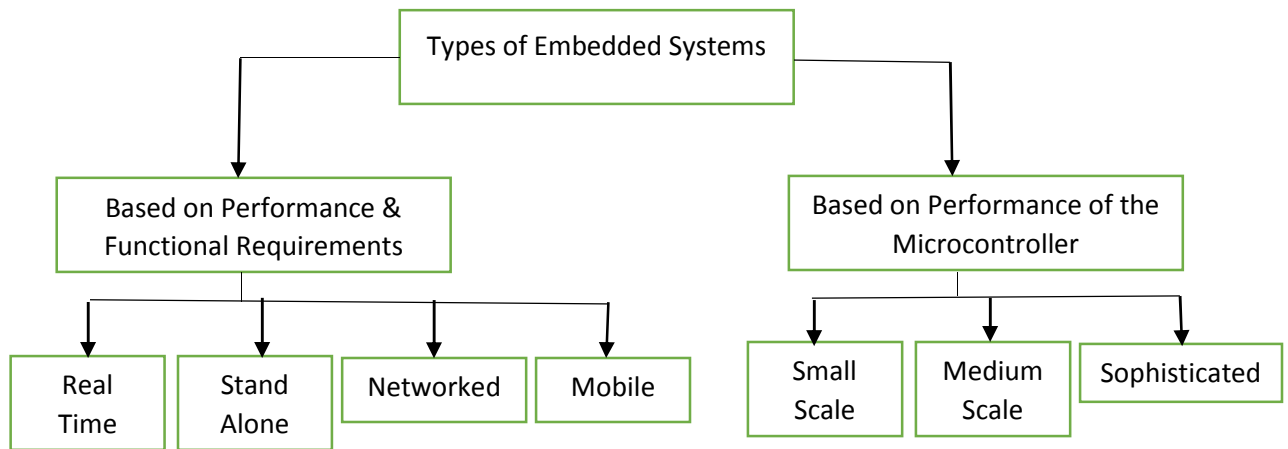 Types of Embedded Systems
Based on Performance &
Functional Requirements
Based on Performance of the
Microcontroller
Real
Time
Stand
Alone
Networked
Mobile
Small
Scale
Medium
Scale
Sophisticated